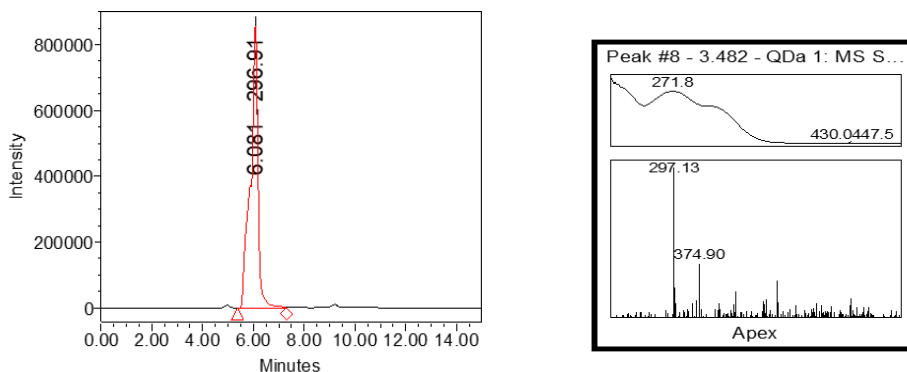 800000
600000
400000
200000
0
Intensity
6.081 296.91
0.00 2.00 4.00 6.00 8.00 10.00 12.00 14.00
Minutes
Peak #8 - 3.482 - QDa 1: MS S...
271.8
430.0447.5
297.13
374.90
Apex